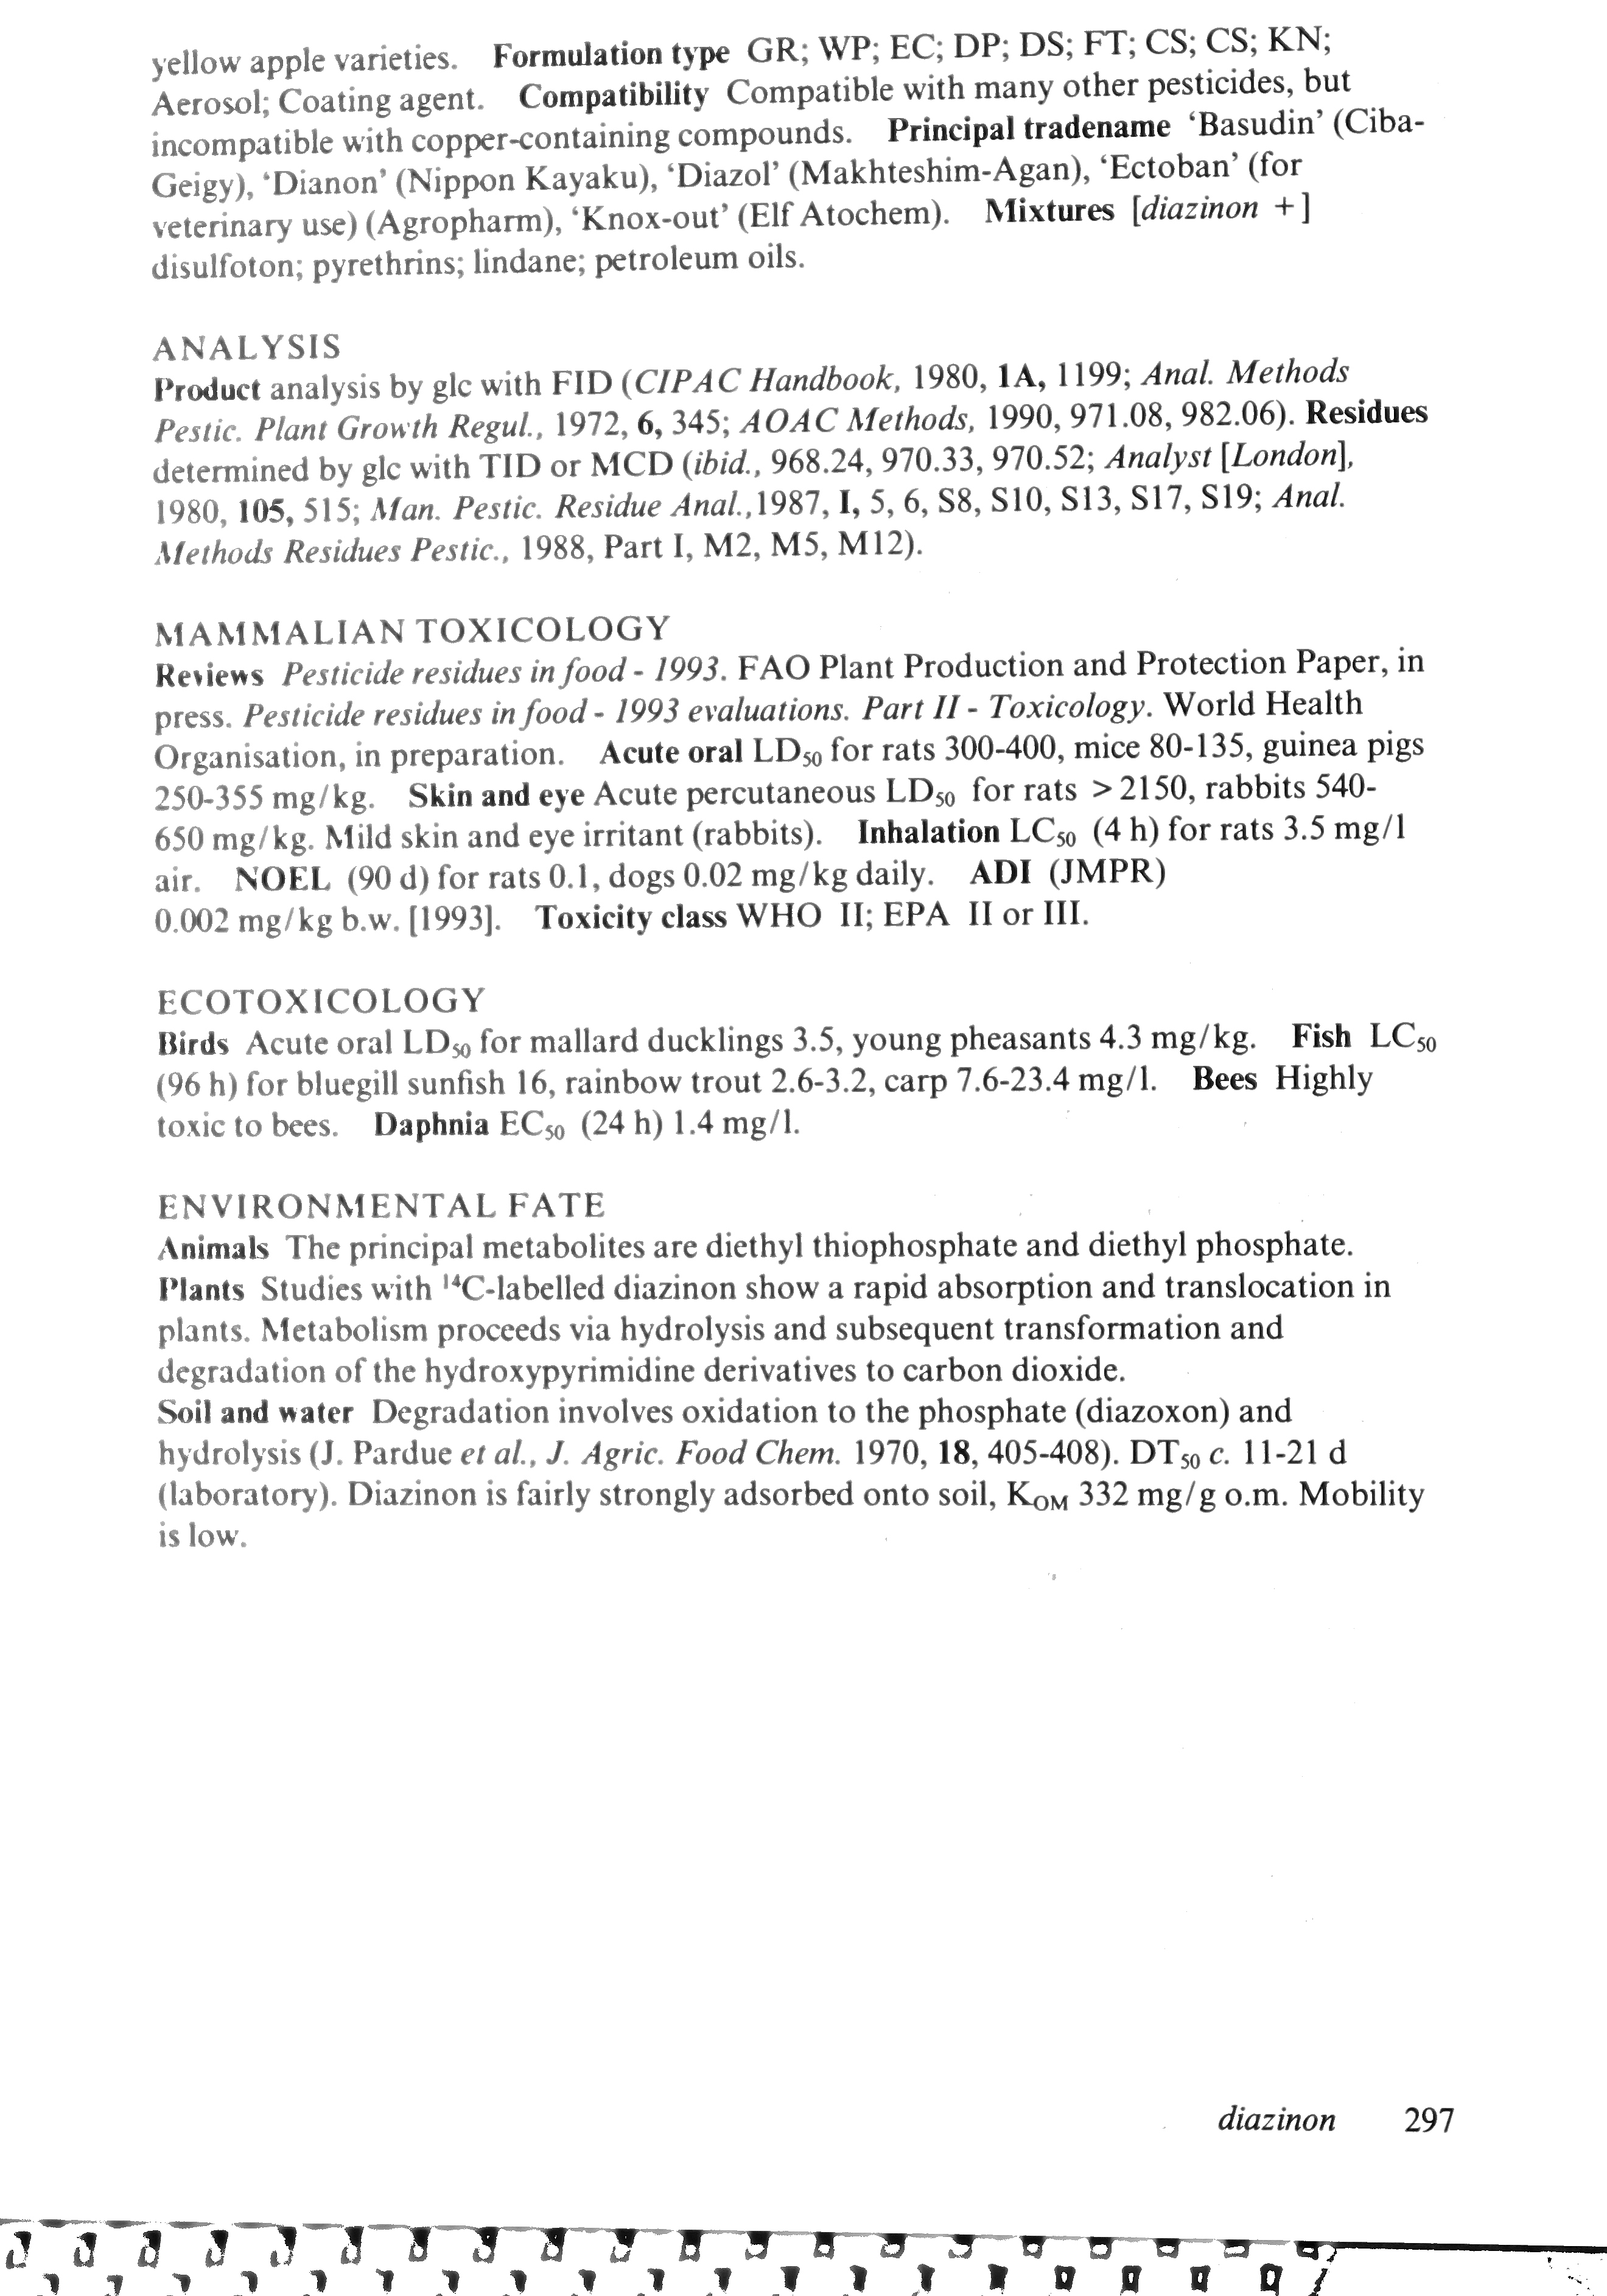 yellow apple varieties. Formulation type GR; WP; EC; DP; DS; FT; CS; CS; KN;
Aerosol; Coating agent. Compatibility Compatible with many other pesticides, but
incompatible with copper-containing compounds. Principal tradename ‘Basudin’ (Ciba-
Geigy), ‘Dianon’ (Nippon Kayaku), ‘Diazol’ (Makhteshim-Agan), ‘Ectoban’ (for
veterinary use) (Agropharm), ‘Knox-out’ (Elf Atochem). Mixtures [diazinon +]
disulfoton; pyrethrins; lindane; petroleum oils.
ANALYSIS
Product analysis by glc with FID (CIPAC Handbook, 1980, 1A, 1199; Anal. Methods
Pestic. Plant Growth Regul., 1972, 6, 345; AOAC Methods, 1990, 971.08, 982.06). Residues
determined by glc with TID or MCD (ibid., 968.24, 970.33, 970.52; Analyst [London],
1980, 105, 515; Man. Pestic. Residue Anal.,1987, I, 5, 6, S8, S10, S13, S17, S19; Anal.
Methods Residues Pestic., 1988, Part I, M2, M5, M12).
MAMMALIAN TOXICOLOGY
Reviews Pesticide residues in food - 1993. FAO Plant Production and Protection Paper, in
press. Pesticide residues in food - 1993 evaluations. Part II - Toxicology. World Health
Organisation, in preparation. Acute oral LD50 for rats 300-400, mice 80-135, guinea pigs
250-355 mg/kg. Skin and eye Acute percutaneous LD50 for rats >2150, rabbits 540-
650 mg/kg. Mild skin and eye irritant (rabbits). Inhalation LC50 (4 h) for rats 3.5 mg/l
air. NOEL (90 d) for rats 0.1, dogs 0.02 mg/kg daily. ADI (JMPR)
0.002 mg/kg b.w. [1993]. Toxicity class WHO II; EPA II or III.
ECOTOXICOLOGY
Birds Acute oral LD50 for mallard ducklings 3.5, young pheasants 4.3 mg/kg. Fish LC50
(96 h) for bluegill sunfish 16, rainbow trout 2.6-3.2, carp 7.6-23.4 mg/l. Bees Highly
toxic to bees. Daphnia EC50 (24 h) 1.4 mg/l.
ENVIRONMENTAL FATE
Animals The principal metabolites are diethyl thiophosphate and diethyl phosphate.
Plants Studies with 14C-labelled diazinon show a rapid absorption and translocation in
plants. Metabolism proceeds via hydrolysis and subsequent transformation and
degradation of the hydroxypyrimidine derivatives to carbon dioxide.
Soil and water Degradation involves oxidation to the phosphate (diazoxon) and
hydrolysis (J. Pardue et al., J. Agric. Food Chem. 1970, 18, 405-408). DT50 c. 11-21 d
(laboratory). Diazinon is fairly strongly adsorbed onto soil, KOM 332 mg/g o.m. Mobility
is low.
diazinon 297